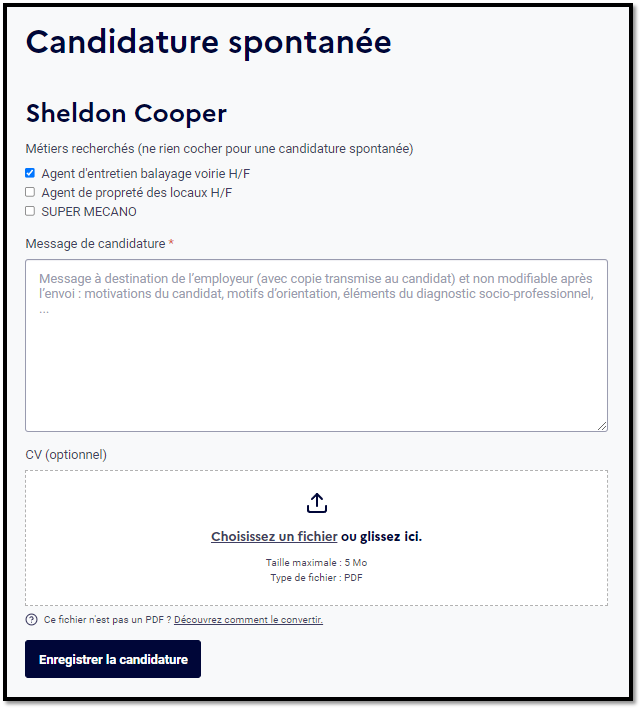 Candidature spontanée
Sheldon Cooper
Métiers recherchés (ne rien cocher pour une candidature spontanée)
Agent d'entretien balayage voirie H/F
Agent de propreté des locaux H/F
SUPER MECANO
Message de candidature *
Message à destination de l'employeur (avec copie transmise au candidat) et non modifiable après
l'envoi : motivations du candidat, motifs d'orientation, éléments du diagnostic socio-professionnel,
...
CV (optionnel)
Choisissez un fichier ou glissez ici.
Taille maximale : 5 Mo
Type de fichier : PDF
Ce fichier n'est pas un PDF ? Découvrez comment le convertir.
Enregistrer la candidature